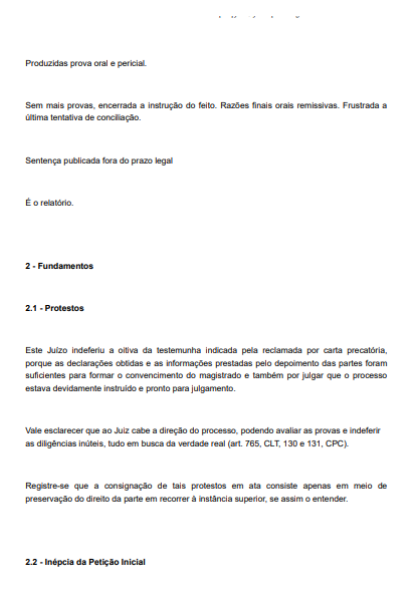 Produzidas prova oral e pericial.
Sem mais provas, encerrada a instrução do feito. Razões finais orais remissivas. Frustrada a
última tentativa de conciliação.
Sentença publicada fora do prazo legal
É o relatório.
2 - Fundamentos
2.1 - Protestos
Este Juízo indeferiu a oitiva da testemunha indicada pela reclamada por carta precatória,
porque as declarações obtidas e as informações prestadas pelo depoimento das partes foram
suficientes para formar o convencimento do magistrado e também por julgar que o processo
estava devidamente instruído e pronto para julgamento.
Vale esclarecer que ao Juiz cabe a direção do processo, podendo avaliar as provas e indeferir
as diligências inúteis, tudo em busca da verdade real (art. 765, CLT, 130 e 131, CPC).
Registre-se que a consignação de tais protestos em ata consiste apenas em meio de
preservação do direito da parte em recorrer à instância superior, se assim o entender.
2.2 - Inépcia da Petição Inicial